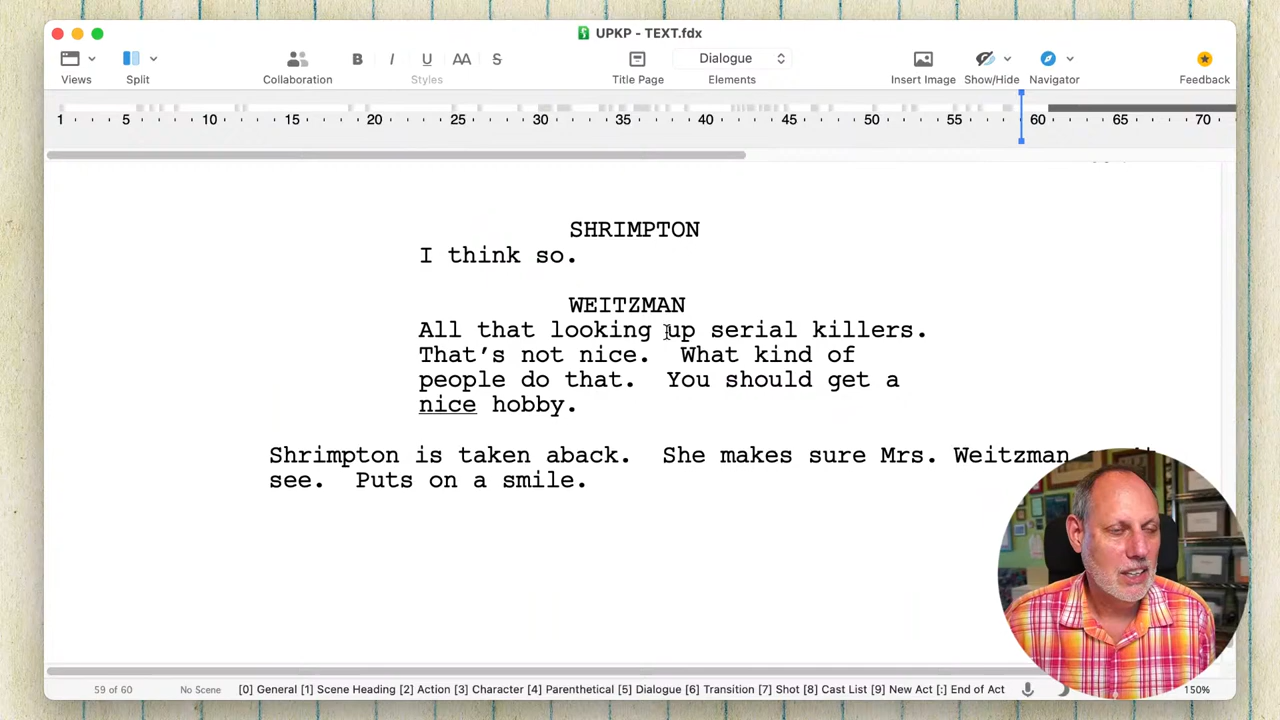 UPKP - TEXT.fdx
Views
Split
Collaboration
B I U AA S
Styles
Title Page
Dialogue
Elements
Insert Image
Show/Hide
Navigator
Feedback
1 5 10 15 20 25 30 35 40 45 50 55 60 65 70
SHRIMPTON
I think so.
WEITZMAN
All that looking up serial killers.
That’s not nice.  What kind of
people do that.  You should get a
nice hobby.
Shrimpton is taken aback.  She makes sure Mrs. Weitzman
see.  Puts on a smile.
59 of 60
No Scene
[0] General [1] Scene Heading [2] Action [3] Character [4] Parenthetical [5] Dialogue [6] Transition [7] Shot [8] Cast List [9] New Act [:] End of Act
150%